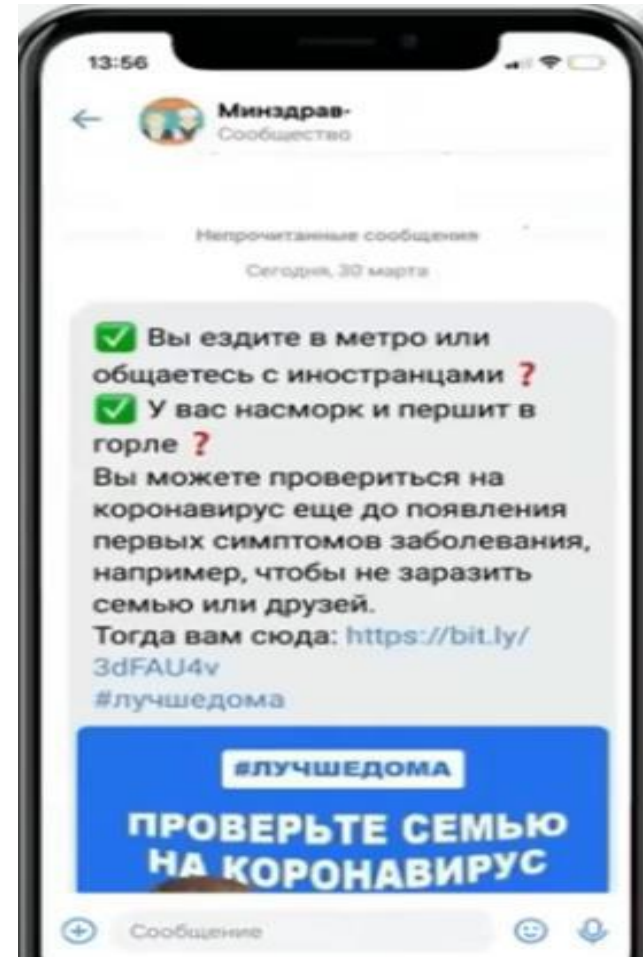 13:56
Минздрав-
Сообщество
Непрочитанные сообщения
Сегодня, 30 марта
✅ Вы ездите в метро или
общаетесь с иностранцами ❓
✅ У вас насморк и першит в
горле ❓
Вы можете провериться на
коронавирус еще до появления
первых симптомов заболевания,
например, чтобы не заразить
семью или друзей.
Тогда вам сюда: https://bit.ly/
3dFAU4v
#лучшедома
#ЛУЧШЕДОМА
ПРОВЕРЬТЕ СЕМЬЮ
НА КОРОНАВИРУС
Сообщение